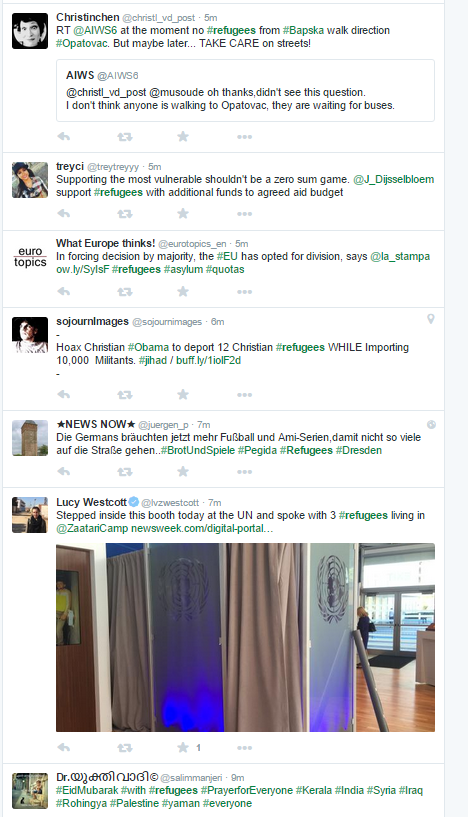 Christinchen @christl_vd_post · 5m
RT @AIWS6 at the moment no #refugees from #Bapska walk direction
#Opatovac. But maybe later... TAKE CARE on streets!
AIWS @AIWS6
@christl_vd_post @musoude oh thanks,didn't see this question.
I don't think anyone is walking to Opatovac, they are waiting for buses.
treyci @treytreyyy · 5m
Supporting the most vulnerable shouldn't be a zero sum game. @J_Dijsselbloem
support #refugees with additional funds to agreed aid budget
euro
topics
What Europe thinks! @eurotopics_en · 5m
In forcing decision by majority, the #EU has opted for division, says @la_stampa
ow.ly/SylsF #refugees #asylum #quotas
sojournImages @sojournimages · 6m
-
Hoax Christian #Obama to deport 12 Christian #refugees WHILE Importing
10,000 Militants. #jihad / buff.ly/1iolF2d
-
★NEWS NOW★ @juergen_p · 7m
Die Germans bräuchten jetzt mehr Fußball und Ami-Serien,damit nicht so viele
auf die Straße gehen..#BrotUndSpiele #Pegida #Refugees #Dresden
Lucy Westcott @lvzwestcott · 7m
Stepped inside this booth today at the UN and spoke with 3 #refugees living in
@ZaatariCamp newsweek.com/digital-portal…
1
Dr.യുക്തിവാദി© @salimmanjeri · 9m
#EidMubarak #with #refugees #PrayerforEveryone #Kerala #India #Syria #Iraq
#Rohingya #Palestine #yaman #everyone